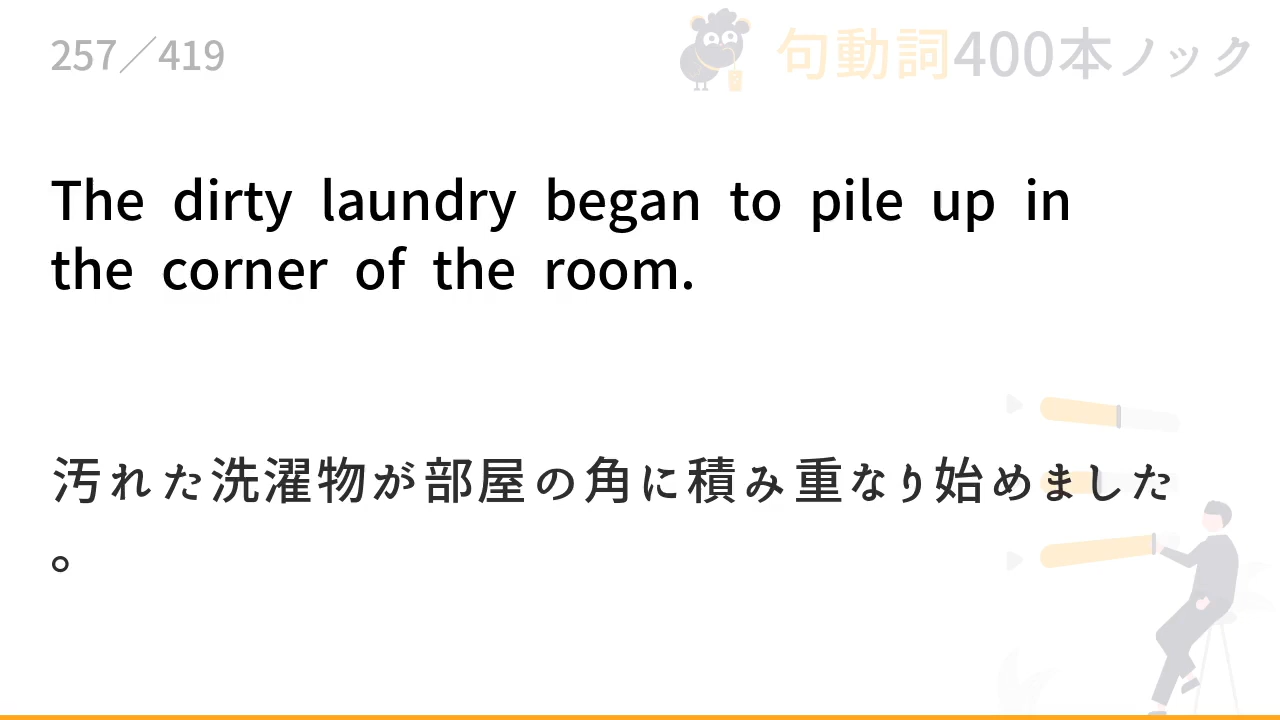 257／419
句動詞400本ノック
The dirty laundry began to pile up in
the corner of the room.
汚れた洗濯物が部屋の角に積み重なり始めました
。